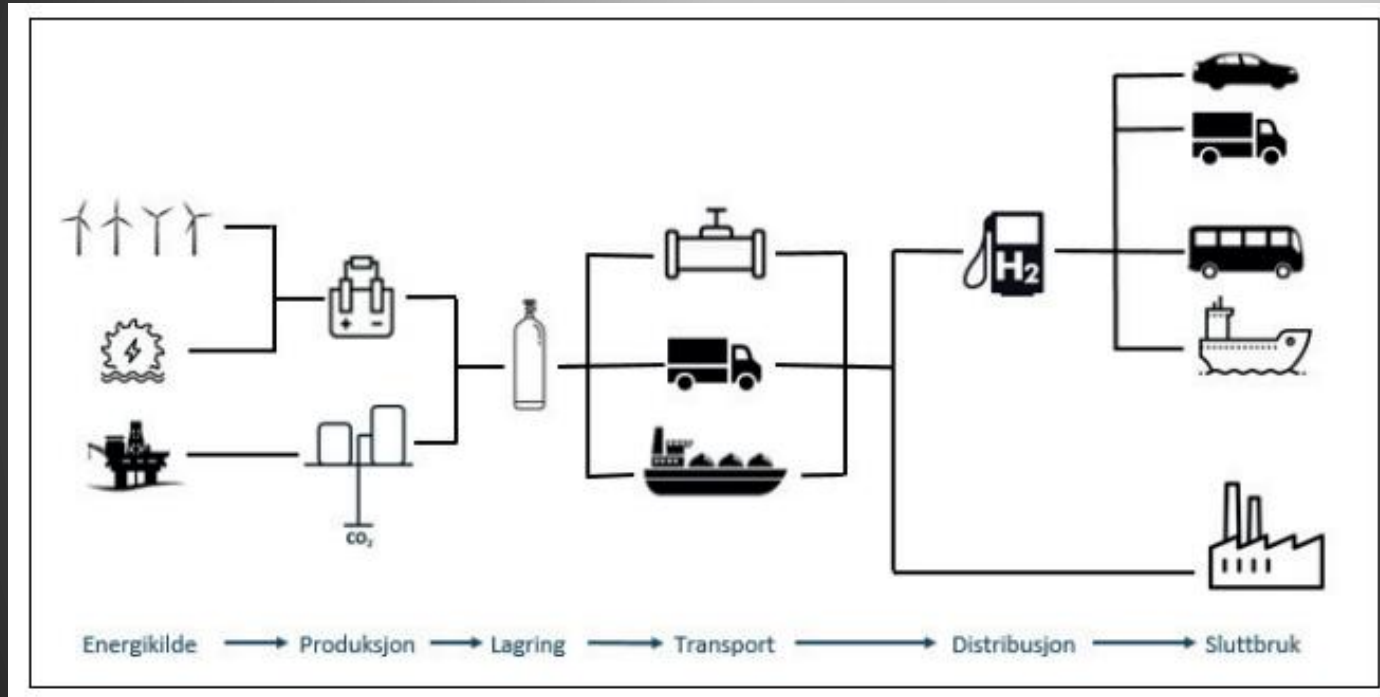 H2
+ −
CO₂
Energikilde Produksjon Lagring Transport Distribusjon Sluttbruk